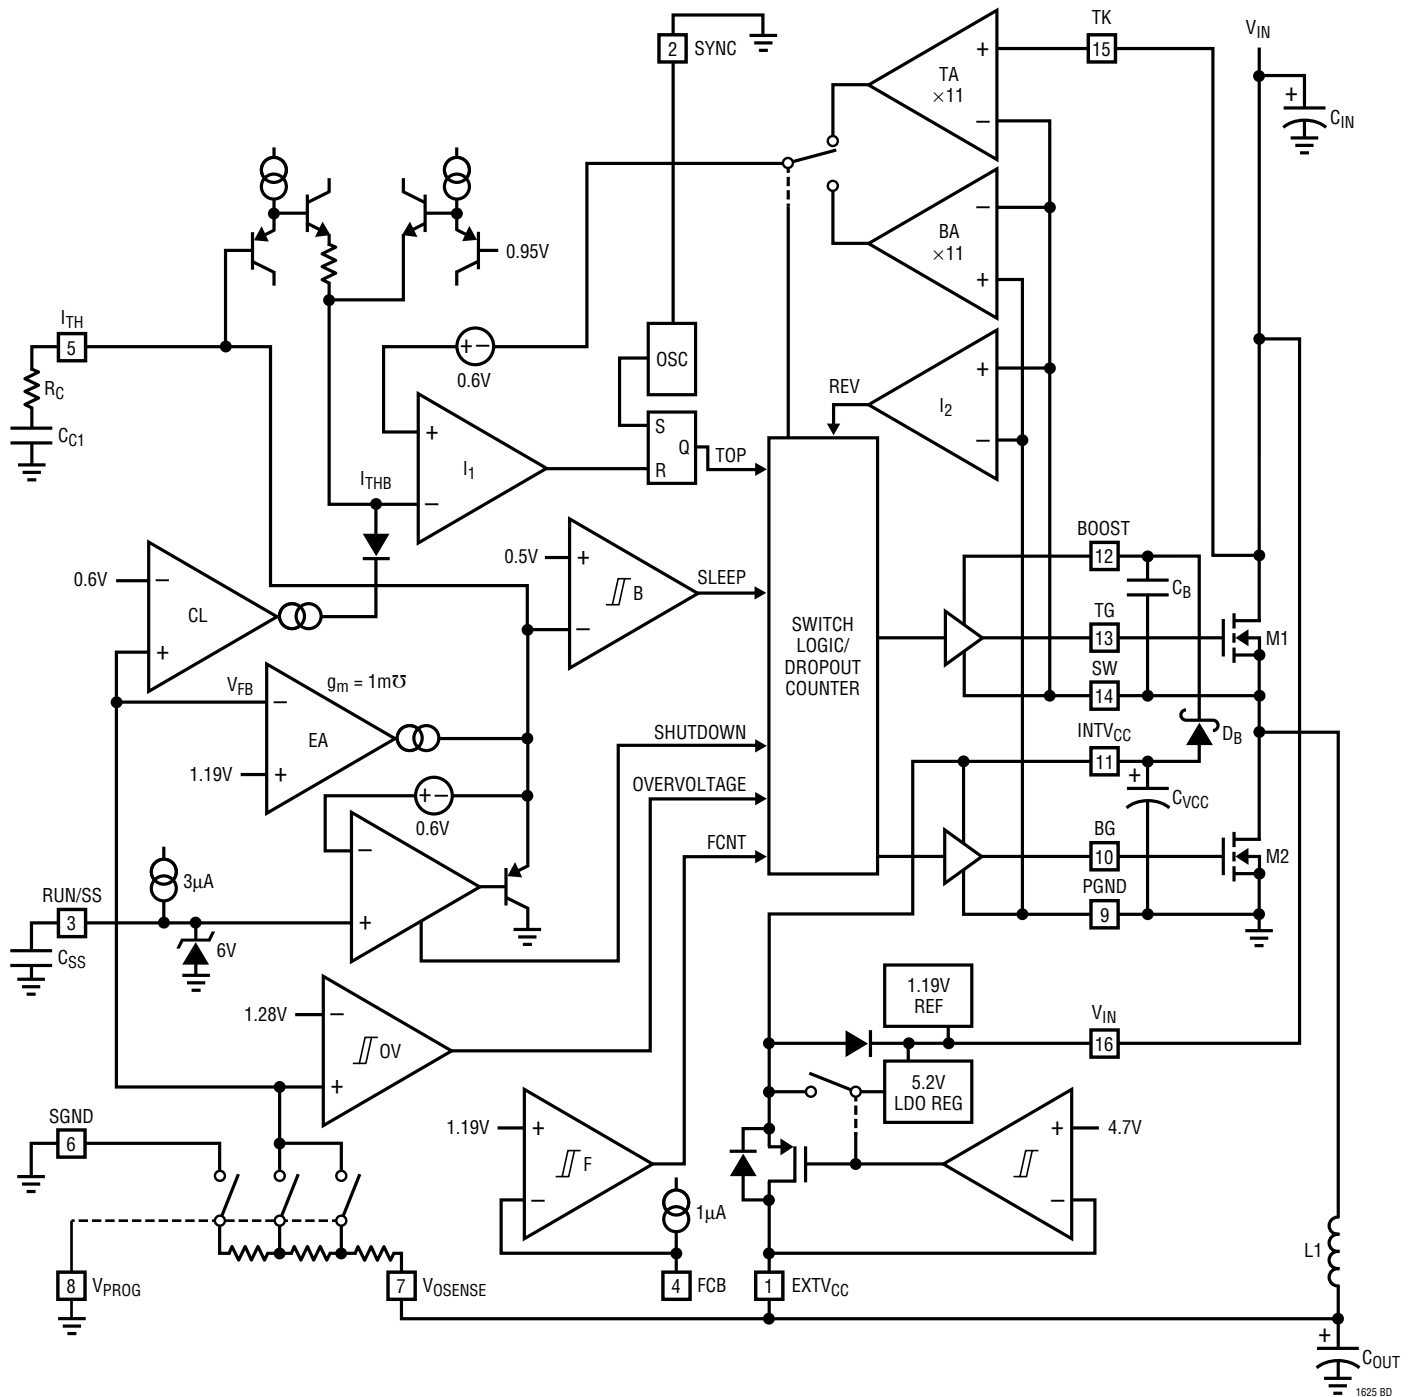 TK
VIN
2
SYNC
+
15
TA
×11
−
+
CIN
−
BA
×11
+
0.95V
ITH
5
+−
0.6V
OSC
+
REV
I2
−
RC
CC1
+
I1
−
ITHB
S
Q
R
TOP
BOOST
12
CB
0.5V
+
B
−
SLEEP
0.6V
−
CL
+
SWITCH
LOGIC/
DROPOUT
COUNTER
TG
13
M1
SW
14
VFB
gm = 1m℧
−
EA
+
1.19V
SHUTDOWN
INTVCC
11
DB
+
CVCC
OVERVOLTAGE
+−
0.6V
FCNT
BG
10
M2
−
+
3µA
RUN/SS
3
CSS
6V
PGND
9
1.19V
REF
1.28V
−
OV
+
VIN
16
5.2V
LDO REG
SGND
6
1.19V
+
F
−
+
4.7V
−
1µA
L1
8
VPROG
7
VOSENSE
4
FCB
1
EXTVCC
+
COUT
1625 BD